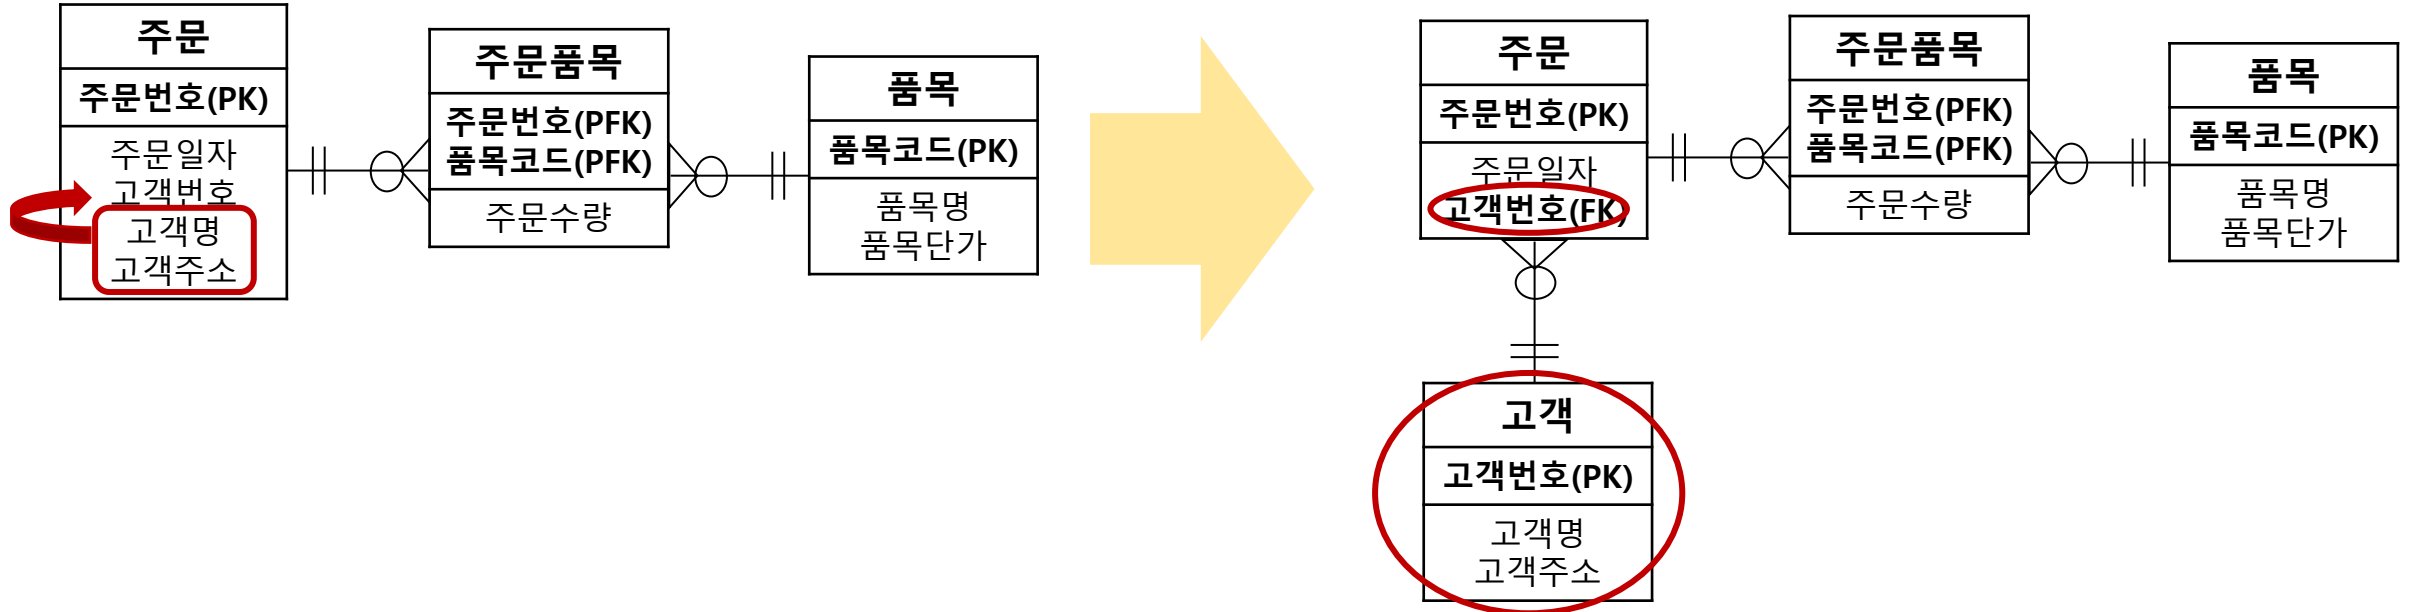 주문
주문번호(PK)
주문일자
고객번호
고객명
고객주소
주문품목
주문번호(PFK)
품목코드(PFK)
주문수량
품목
품목코드(PK)
품목명
품목단가
주문
주문번호(PK)
주문일자
고객번호(FK)
주문품목
주문번호(PFK)
품목코드(PFK)
주문수량
품목
품목코드(PK)
품목명
품목단가
고객
고객번호(PK)
고객명
고객주소